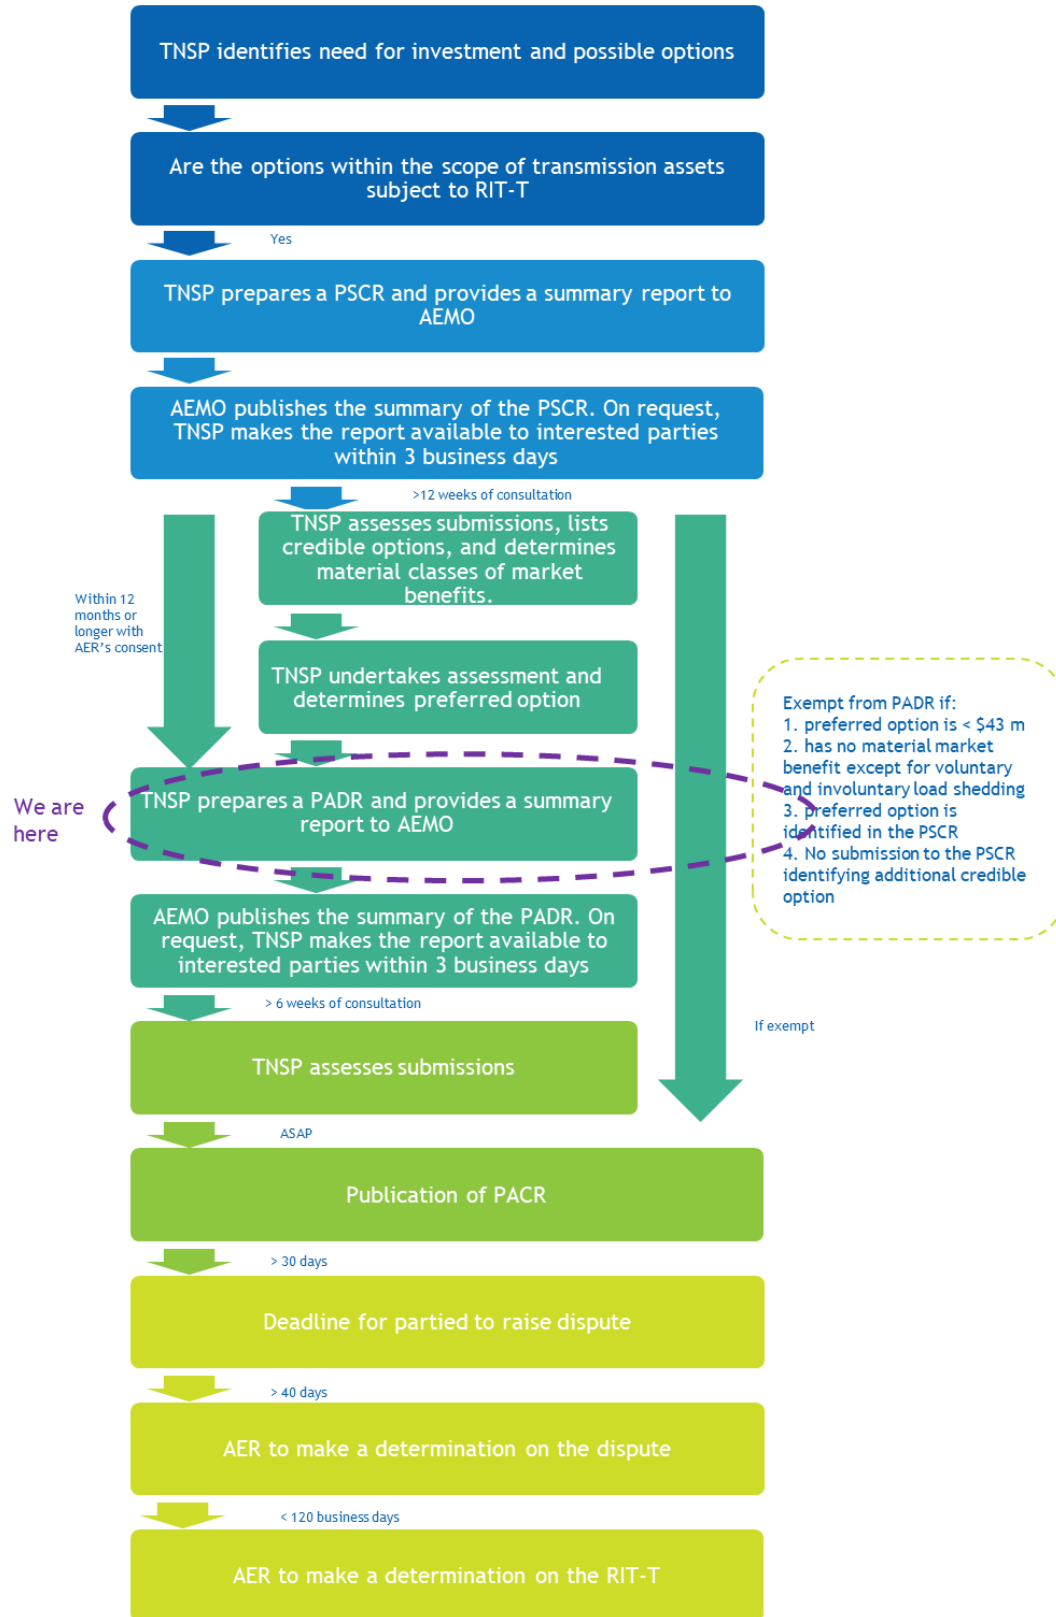 TNSP identifies need for investment and possible options
Are the options within the scope of transmission assets
subject to RIT-T
Yes
TNSP prepares a PSCR and provides a summary report to
AEMO
AEMO publishes the summary of the PSCR. On request,
TNSP makes the report available to interested parties
within 3 business days
>12 weeks of consultation
TNSP assesses submissions, lists
credible options, and determines
material classes of market
benefits.
Within 12
months or
longer with
AER's consent
TNSP undertakes assessment and
determines preferred option
Exempt from PADR if:
1. preferred option is < $43 m
2. has no material market
benefit except for voluntary
and involuntary load shedding
3. preferred option is
identified in the PSCR
4. No submission to the PSCR
identifying additional credible
option
We are
here
TNSP prepares a PADR and provides a summary
report to AEMO
AEMO publishes the summary of the PADR. On
request, TNSP makes the report available to
interested parties within 3 business days
> 6 weeks of consultation
If exempt
TNSP assesses submissions
ASAP
Publication of PACR
> 30 days
Deadline for partied to raise dispute
> 40 days
AER to make a determination on the dispute
< 120 business days
AER to make a determination on the RIT-T